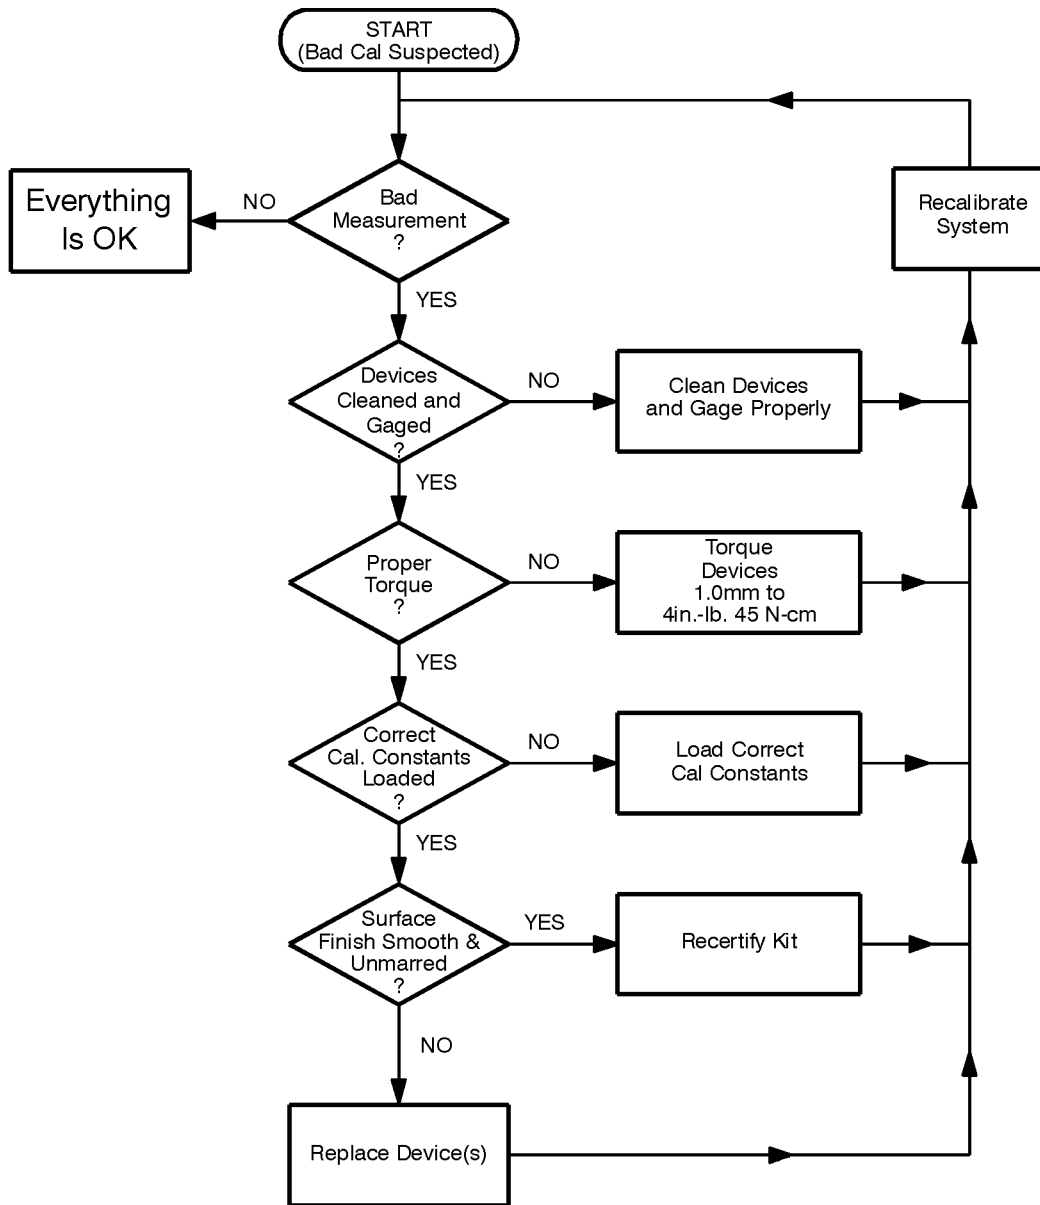 START
(Bad Cal Suspected)
Bad
Measurement
?
NO
Everything
Is OK
Recalibrate
System
YES
Devices
Cleaned and
Gaged
?
NO
Clean Devices
and Gage Properly
YES
Proper
Torque
?
NO
Torque
Devices
1.0mm to
4in.-lb. 45 N-cm
YES
Correct
Cal. Constants
Loaded
?
NO
Load Correct
Cal Constants
YES
Surface
Finish Smooth &
Unmarred
?
YES
Recertify Kit
NO
Replace Device(s)